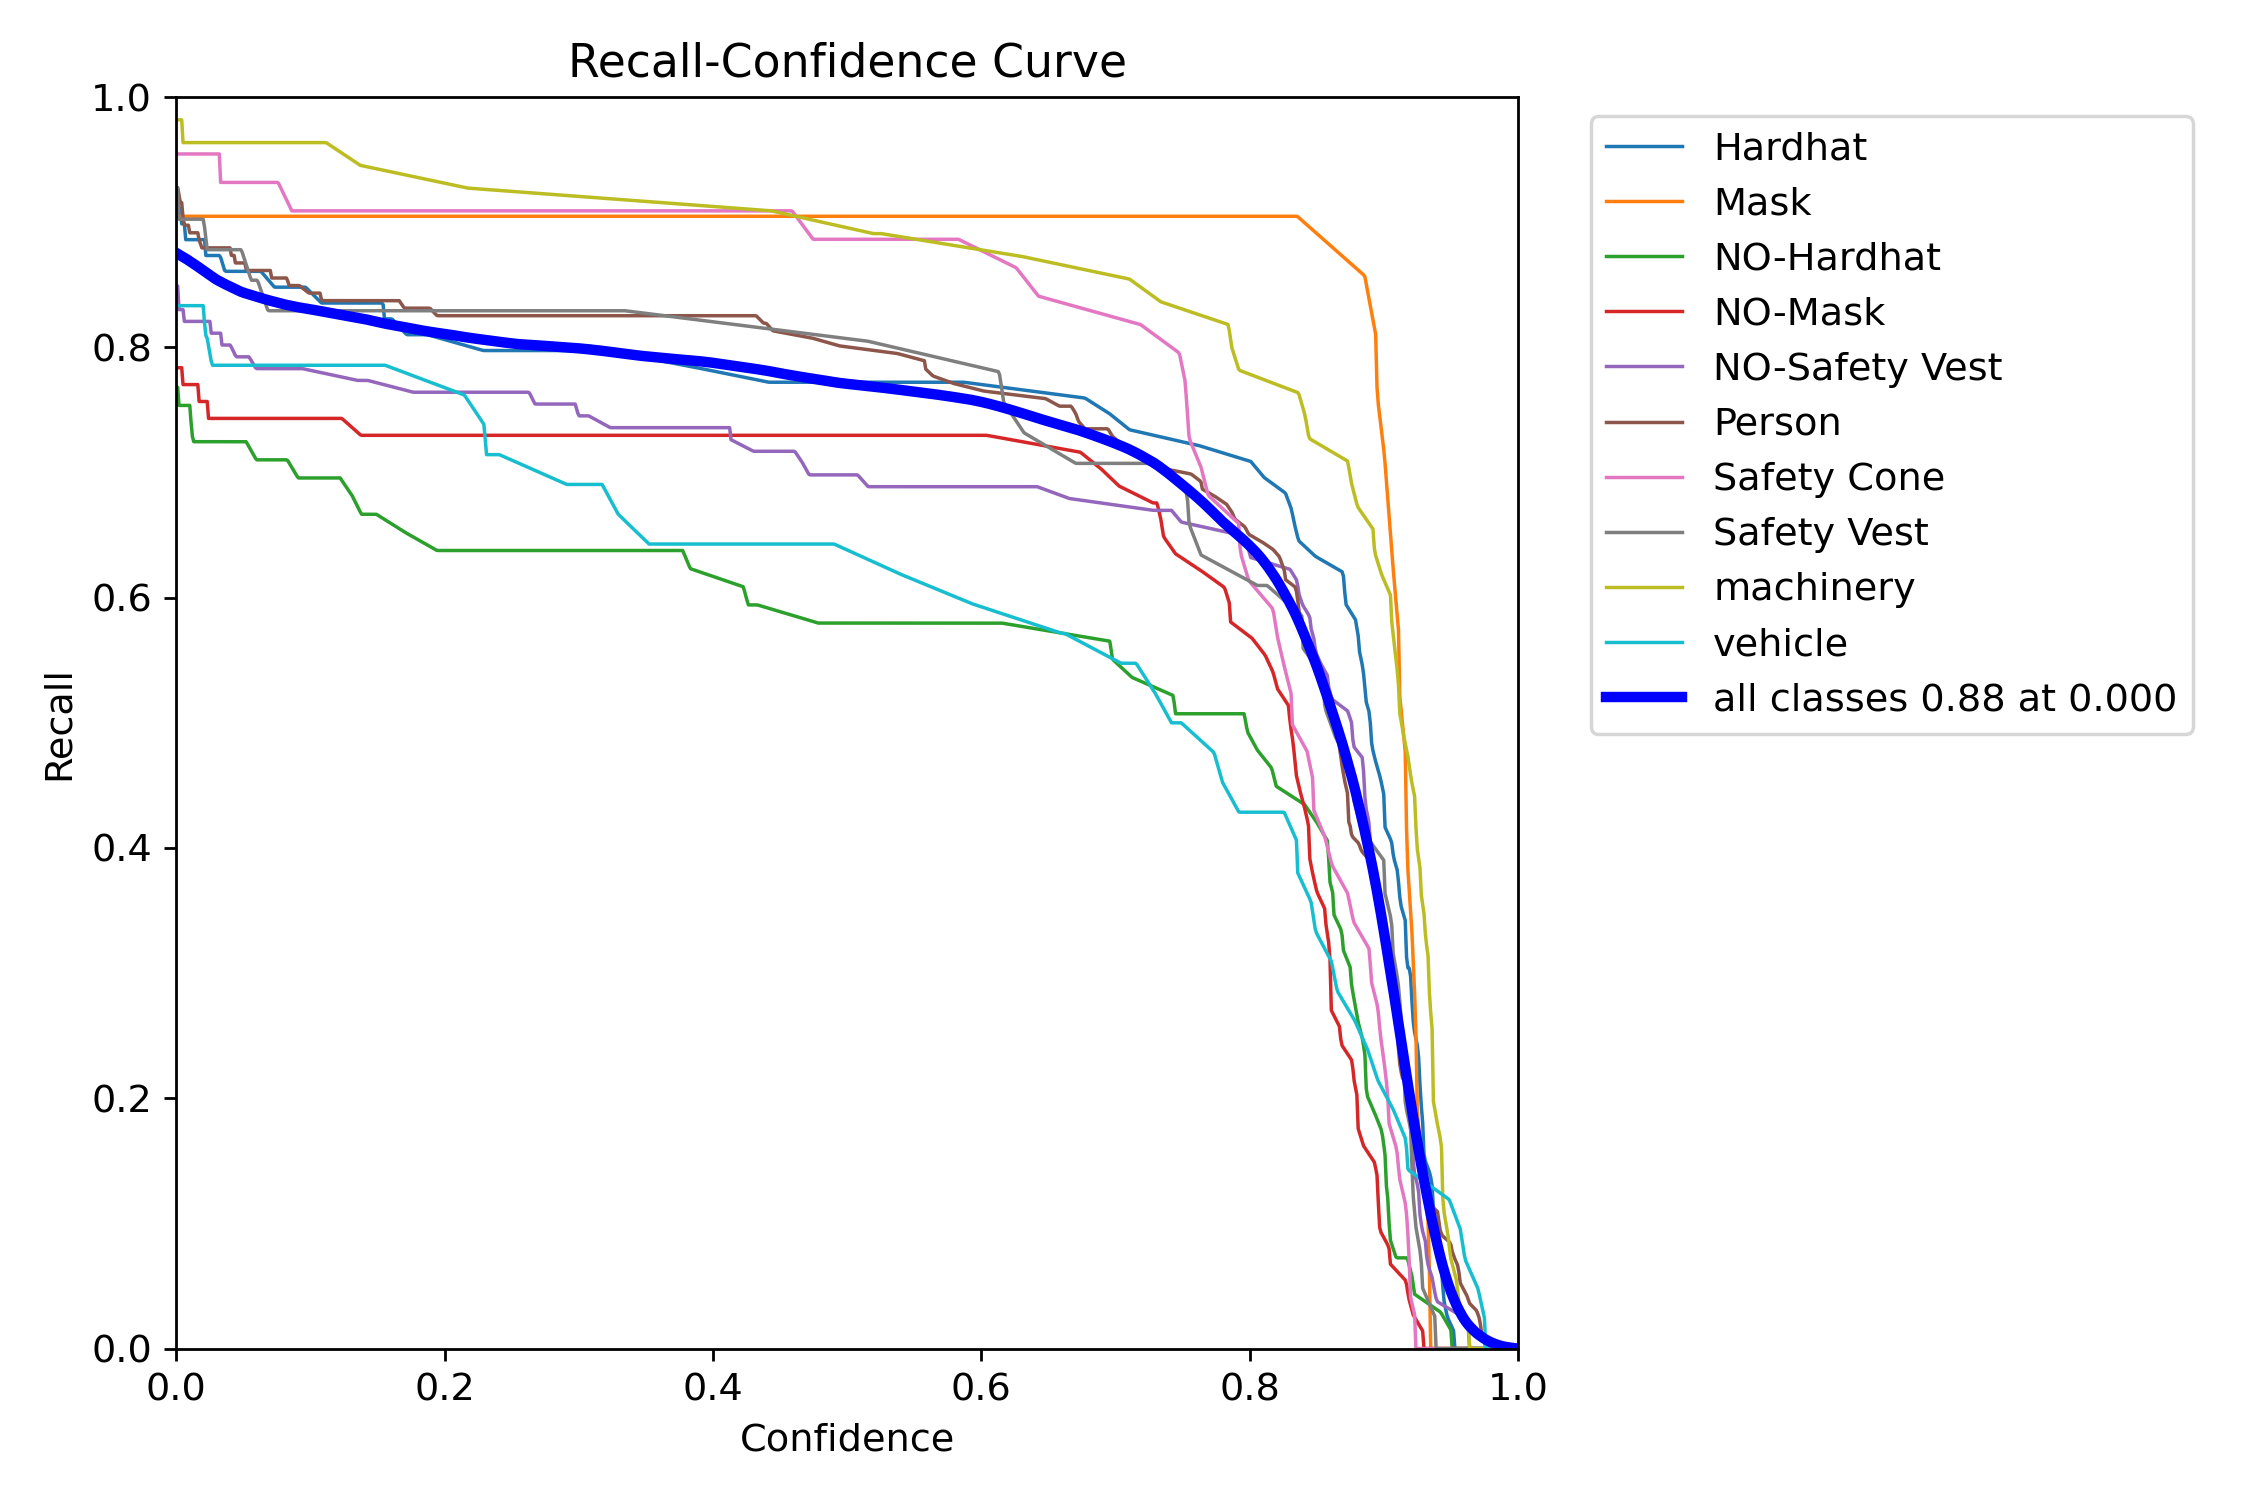 Recall-Confidence Curve
1.0
0.8
0.6
0.4
0.2
0.0
Recall
0.0 0.2 0.4 0.6 0.8 1.0
Confidence
Hardhat
Mask
NO-Hardhat
NO-Mask
NO-Safety Vest
Person
Safety Cone
Safety Vest
machinery
vehicle
all classes 0.88 at 0.000